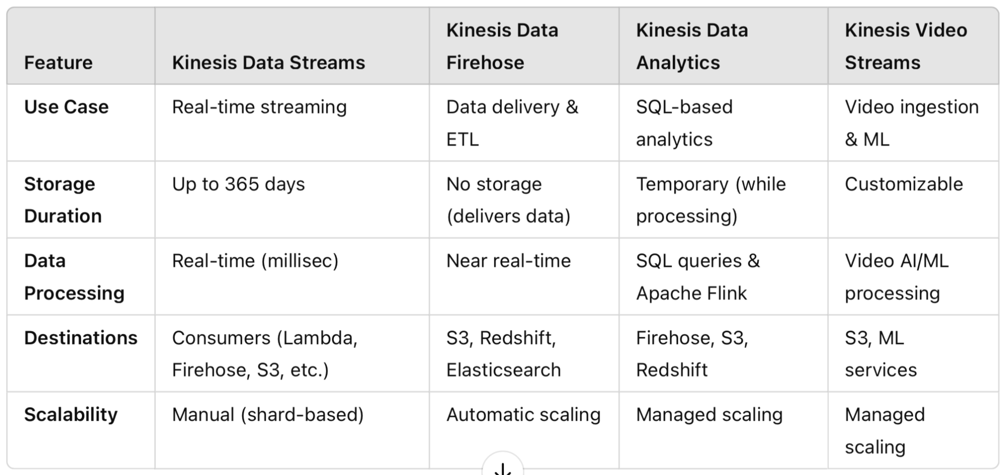 Feature
Kinesis Data Streams
Kinesis Data
Firehose
Kinesis Data
Analytics
Kinesis Video
Streams
Use Case
Real-time streaming
Data delivery &
ETL
SQL-based
analytics
Video ingestion
& ML
Storage
Duration
Up to 365 days
No storage
(delivers data)
Temporary (while
processing)
Customizable
Data
Processing
Real-time (millisec)
Near real-time
SQL queries &
Apache Flink
Video AI/ML
processing
Destinations
Consumers (Lambda,
Firehose, S3, etc.)
S3, Redshift,
Elasticsearch
Firehose, S3,
Redshift
S3, ML
services
Scalability
Manual (shard-based)
Automatic scaling
Managed scaling
Managed
scaling